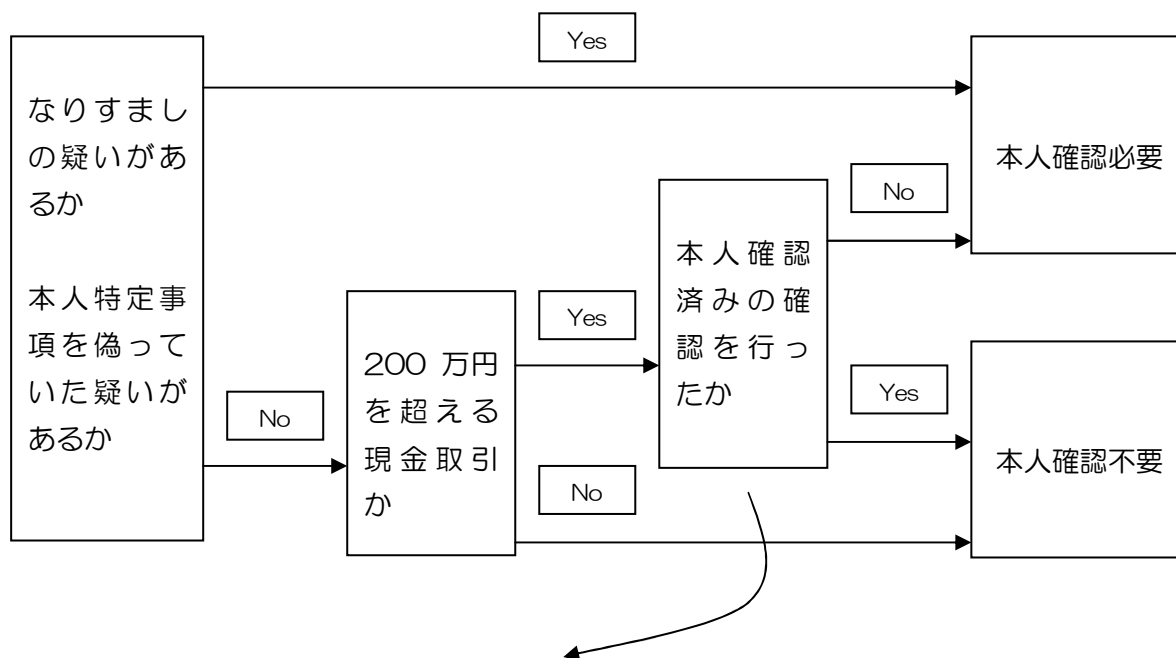 Yes
なりすまし
の疑いがあ
るか
本人特定事
項を偽って
いた疑いが
あるか
No
200 万円
を超える
現金取引
か
Yes
No
本人確認
済みの確
認を行っ
たか
No
Yes
本人確認必要
本人確認不要